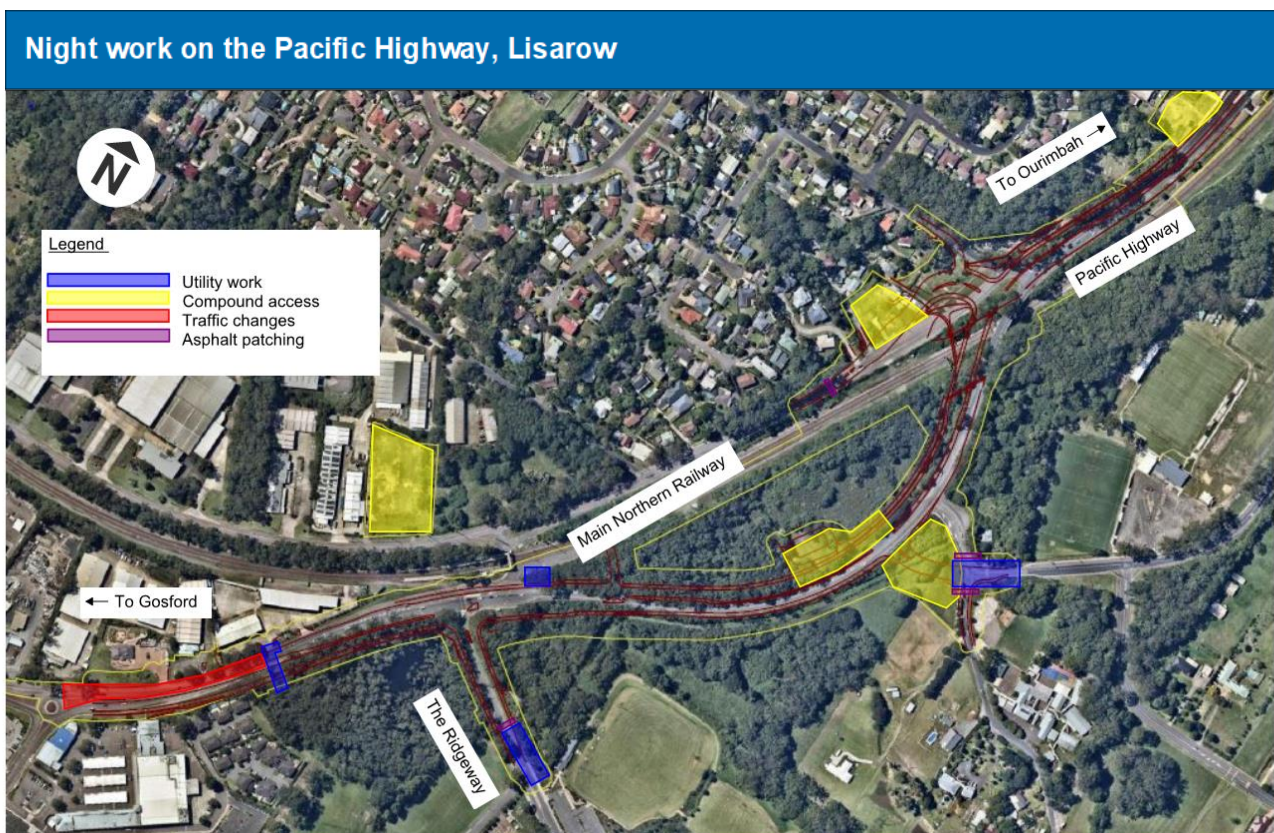 Night work on the Pacific Highway, Lisarow
N
Legend
Utility work
Compound access
Traffic changes
Asphalt patching
To Ourimbah →
Pacific Highway
Main Northern Railway
← To Gosford
The Ridgeway